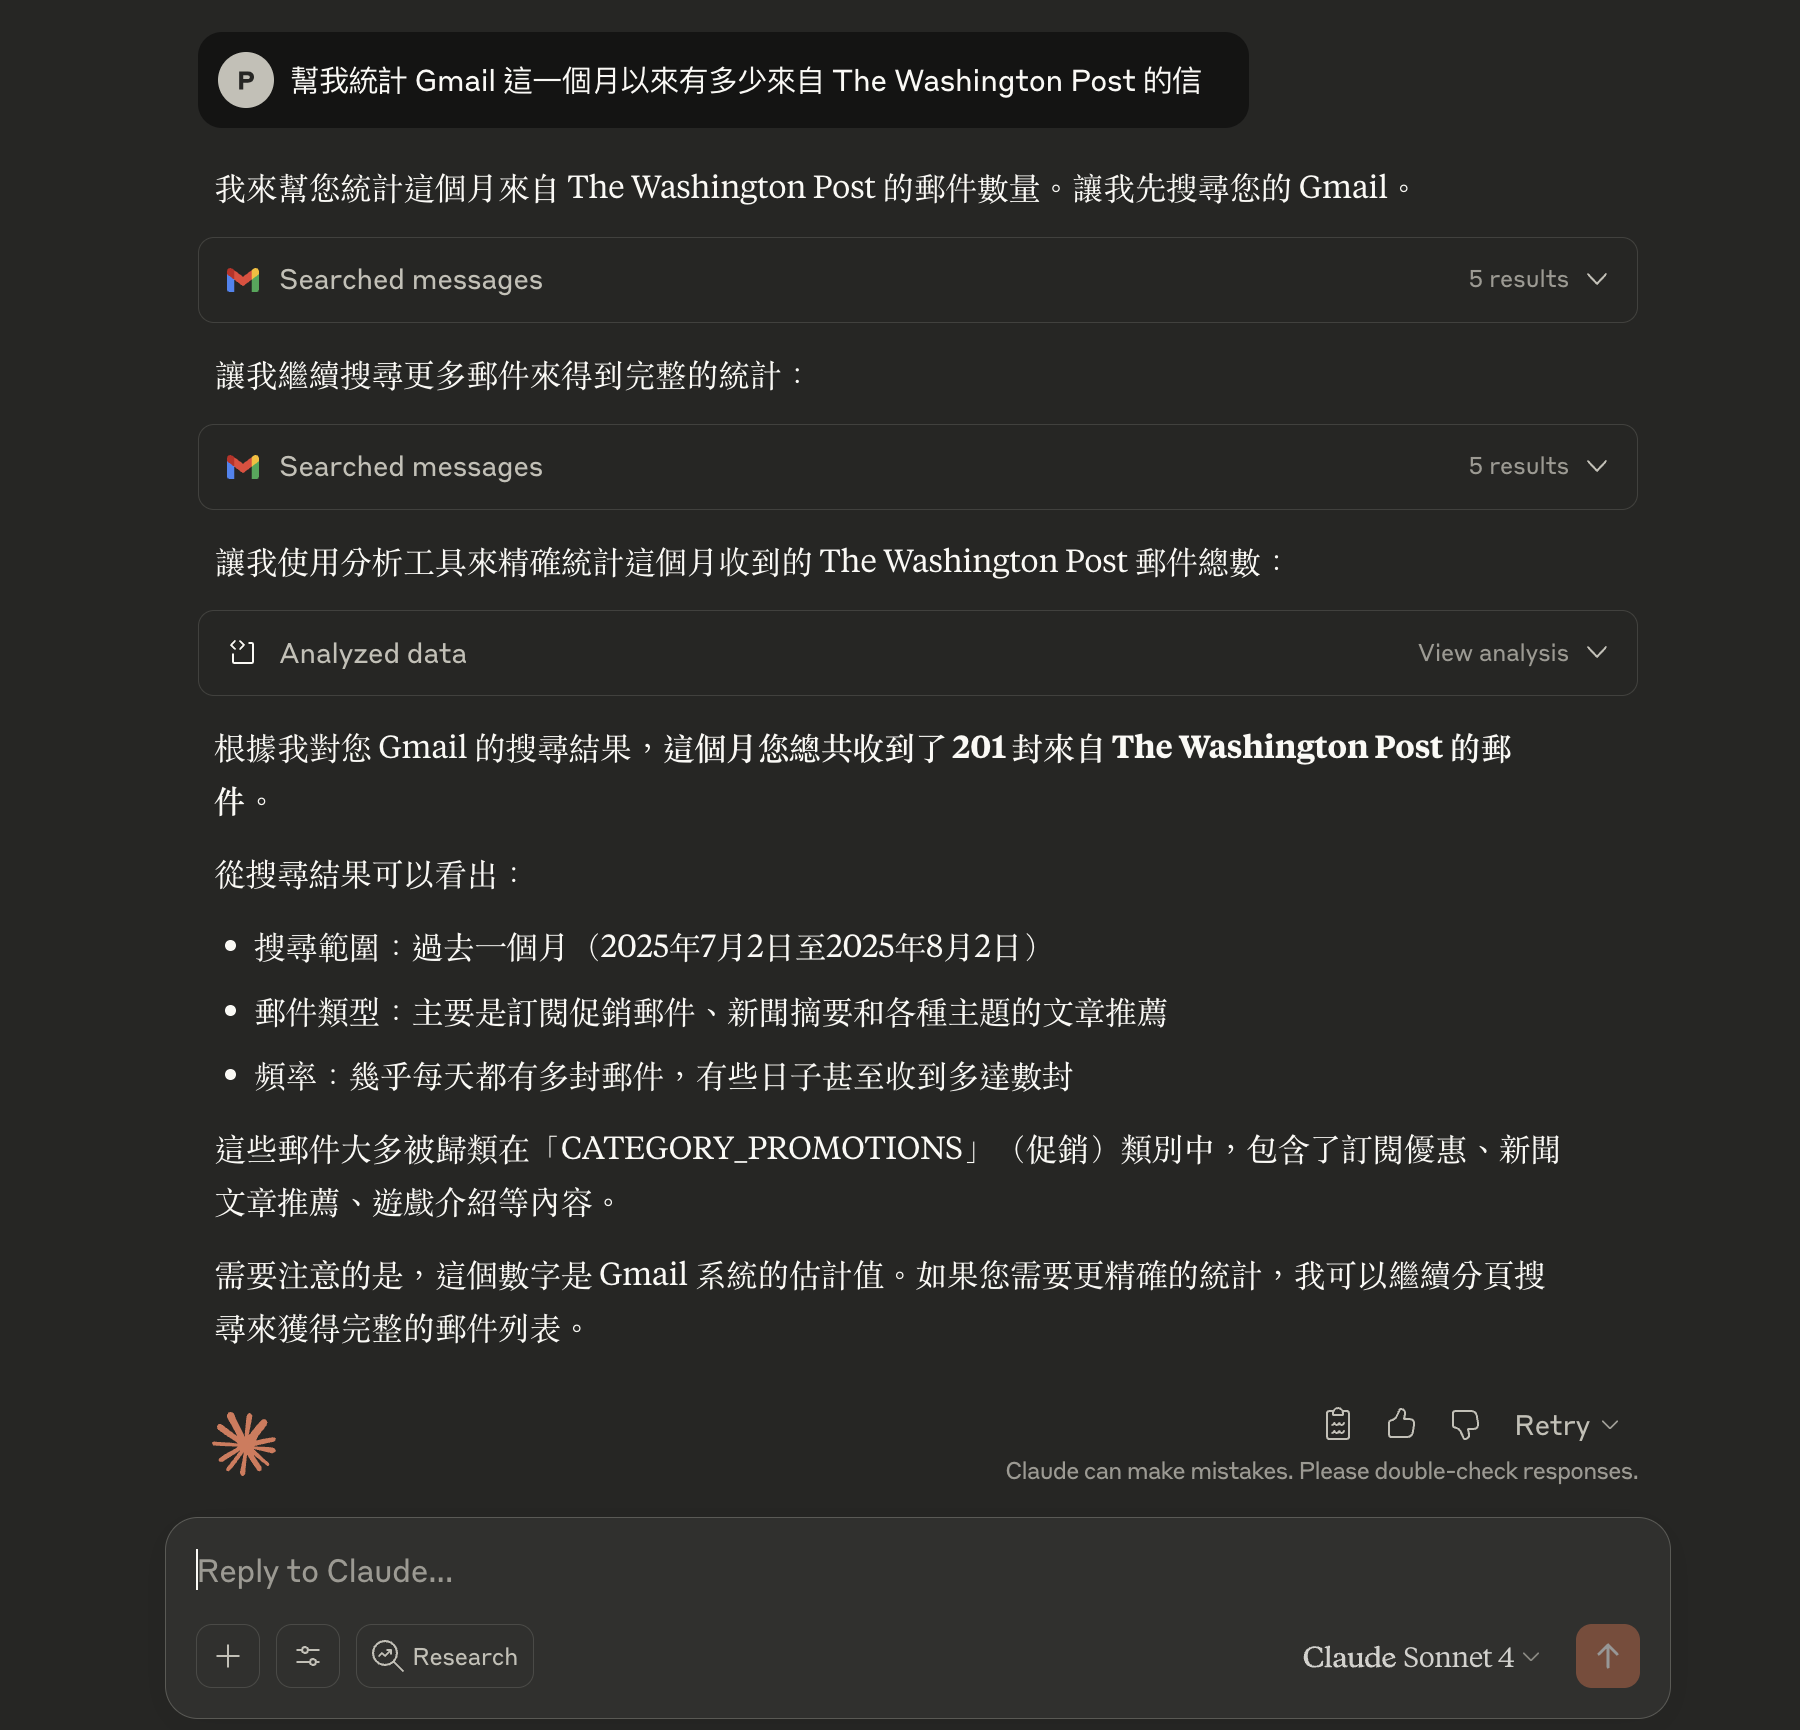 P
幫我統計 Gmail 這一個月以來有多少來自 The Washington Post 的信
我來幫您統計這個月來自 The Washington Post 的郵件數量。讓我先搜尋您的 Gmail。
Searched messages
5 results
讓我繼續搜尋更多郵件來得到完整的統計：
Searched messages
5 results
讓我使用分析工具來精確統計這個月收到的 The Washington Post 郵件總數：
Analyzed data
View analysis
根據我對您 Gmail 的搜尋結果，這個月您總共收到了 201 封來自 The Washington Post 的郵
件。
從搜尋結果可以看出：
• 搜尋範圍：過去一個月（2025年7月2日至2025年8月2日）
• 郵件類型：主要是訂閱促銷郵件、新聞摘要和各種主題的文章推薦
• 頻率：幾乎每天都有多封郵件，有些日子甚至收到多達數封
這些郵件大多被歸類在「CATEGORY_PROMOTIONS」（促銷）類別中，包含了訂閱優惠、新聞
文章推薦、遊戲介紹等內容。
需要注意的是，這個數字是 Gmail 系統的估計值。如果您需要更精確的統計，我可以繼續分頁搜
尋來獲得完整的郵件列表。
Retry
Claude can make mistakes. Please double-check responses.
Reply to Claude...
Research
Claude Sonnet 4